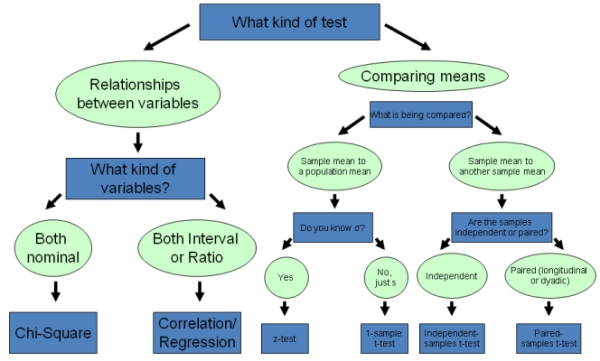 What kind of test
Relationships
between variables
Comparing means
What is being compared?
What kind of
variables?
Sample mean to
a population mean
Sample mean to
another sample mean
Both
nominal
Both Interval
or Ratio
Do you know σ?
Are the samples
independent or paired?
Yes
No,
just s
Independent
Paired (longitudinal
or dyadic)
Chi-Square
Correlation/
Regression
z-test
1-sample
t-test
Independent-
samples t-test
Paired-
samples t-test